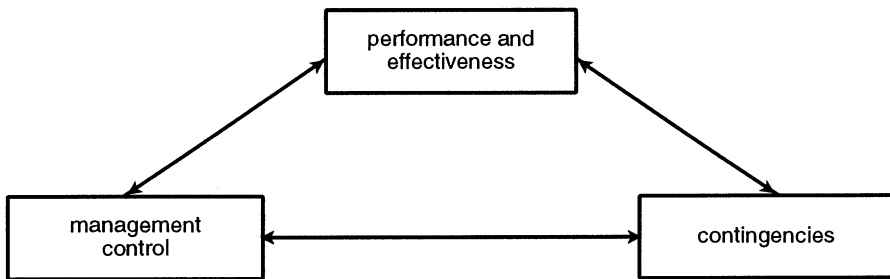 performance and
effectiveness
management
control
contingencies